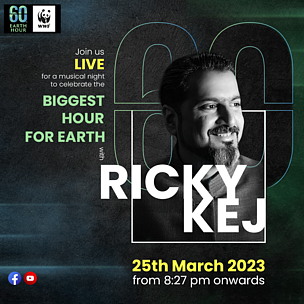 60
EARTH
HOUR
WWF
Join us
LIVE
for a musical night
to celebrate the
BIGGEST
HOUR
FOR EARTH
with
RICKY
KEJ
25th March 2023
from 8:27 pm onwards